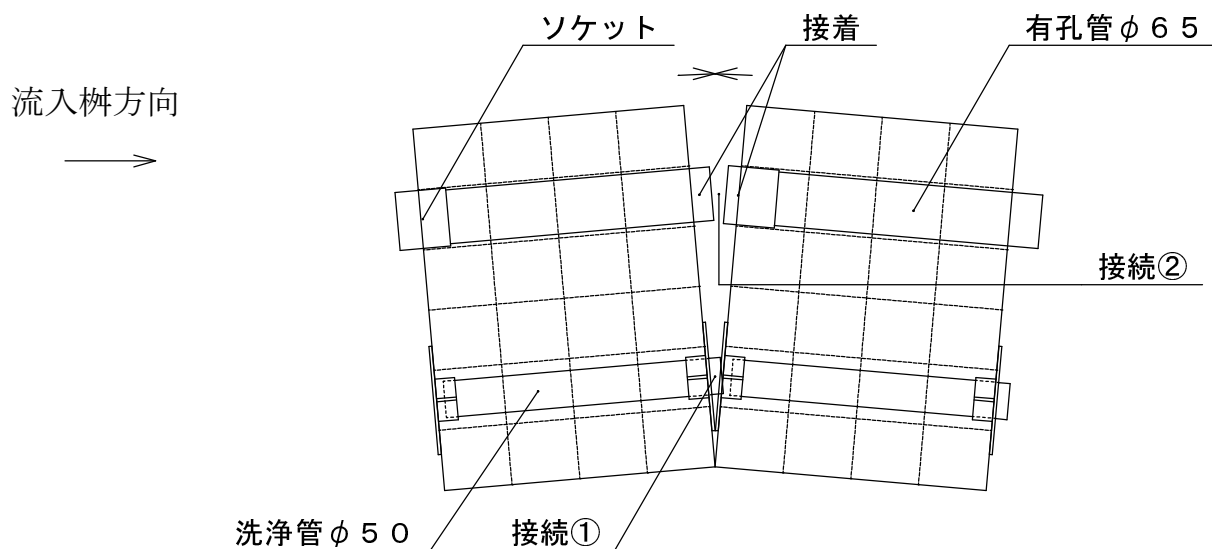 ソケット
接着
有孔管φ６５
流入桝方向
接続②
洗浄管φ５０
接続①